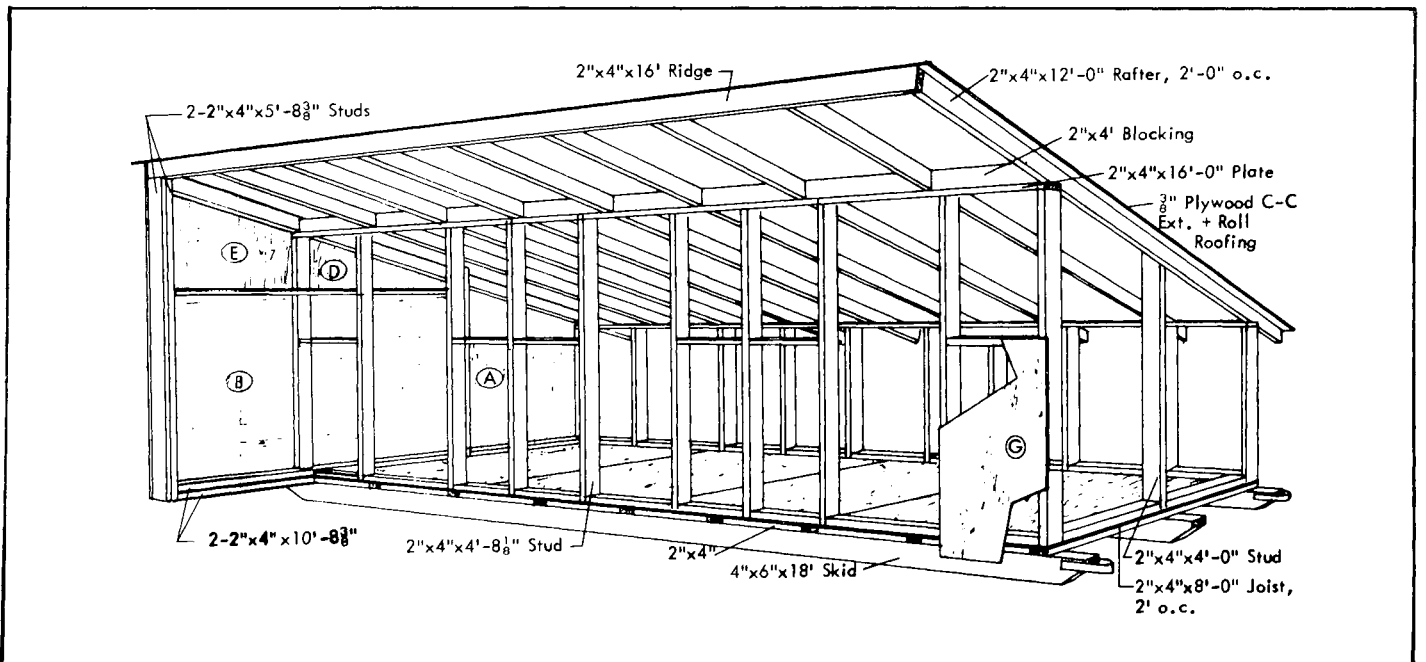 2"x4"x16' Ridge
2"x4"x12'-0" Rafter, 2'-0" o.c.
2-2"x4"x5'-8⅜" Studs
2"x4' Blocking
2"x4"x16'-0" Plate
⅜" Plywood C-C
Ext. + Roll
Roofing
E
D
B
A
G
2-2"x4"x10'-8⅜"
2"x4"x4'-8⅛" Stud
2"x4"
4"x6"x18' Skid
2"x4"x4'-0" Stud
2"x4"x8'-0" Joist,
2' o.c.